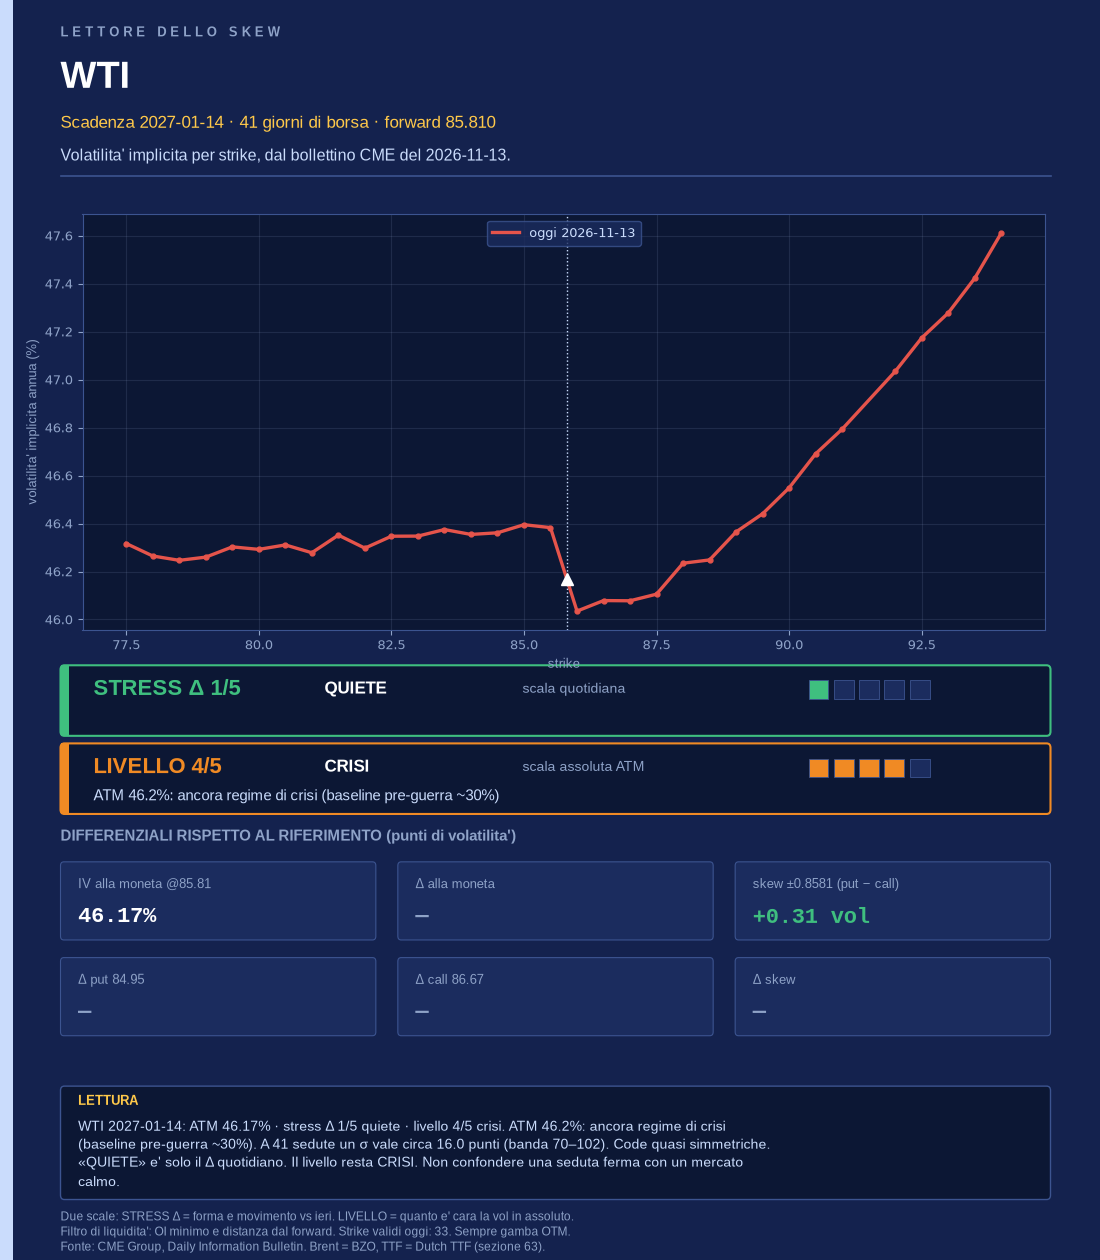 LETTORE DELLO SKEW
WTI
Scadenza 2027-01-14 · 41 giorni di borsa · forward 85.810
Volatilita' implicita per strike, dal bollettino CME del 2026-11-13.
oggi 2026-11-13
47.6
47.4
47.2
47.0
46.8
46.6
46.4
46.2
46.0
volatilita' implicita annua (%)
77.5 80.0 82.5 85.0 87.5 90.0 92.5
strike
STRESS Δ 1/5 QUIETE scala quotidiana
LIVELLO 4/5 CRISI scala assoluta ATM
ATM 46.2%: ancora regime di crisi (baseline pre-guerra ~30%)
DIFFERENZIALI RISPETTO AL RIFERIMENTO (punti di volatilita')
IV alla moneta @85.81 Δ alla moneta skew ±0.8581 (put − call)
46.17% — +0.31 vol
Δ put 84.95 Δ call 86.67 Δ skew
— — —
LETTURA
WTI 2027-01-14: ATM 46.17% · stress Δ 1/5 quiete · livello 4/5 crisi. ATM 46.2%: ancora regime di crisi
(baseline pre-guerra ~30%). A 41 sedute un σ vale circa 16.0 punti (banda 70–102). Code quasi simmetriche.
«QUIETE» e' solo il Δ quotidiano. Il livello resta CRISI. Non confondere una seduta ferma con un mercato
calmo.
Due scale: STRESS Δ = forma e movimento vs ieri. LIVELLO = quanto e' cara la vol in assoluto.
Filtro di liquidita': OI minimo e distanza dal forward. Strike validi oggi: 33. Sempre gamba OTM.
Fonte: CME Group, Daily Information Bulletin. Brent = BZO, TTF = Dutch TTF (sezione 63).